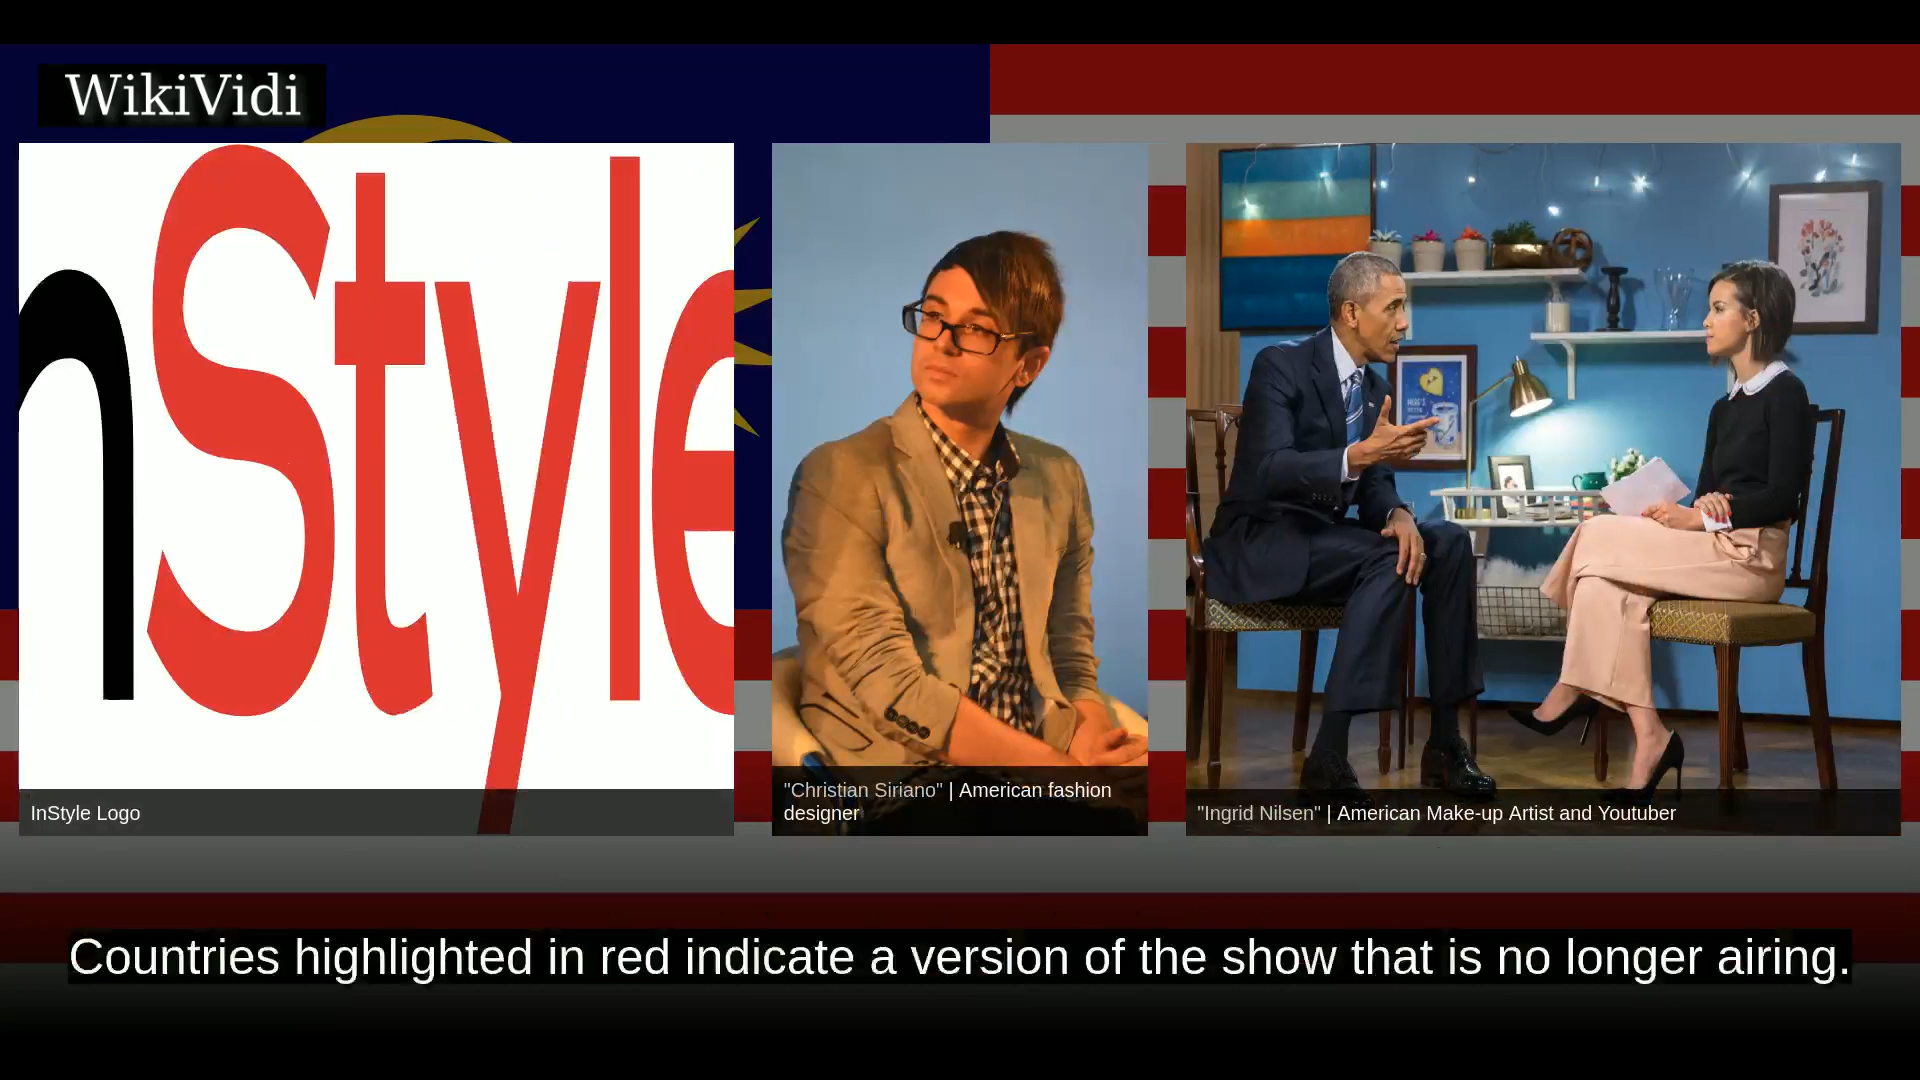 WikiVidi
nStyle
InStyle Logo
"Christian Siriano" | American fashion
designer
"Ingrid Nilsen" | American Make-up Artist and Youtuber
Countries highlighted in red indicate a version of the show that is no longer airing.